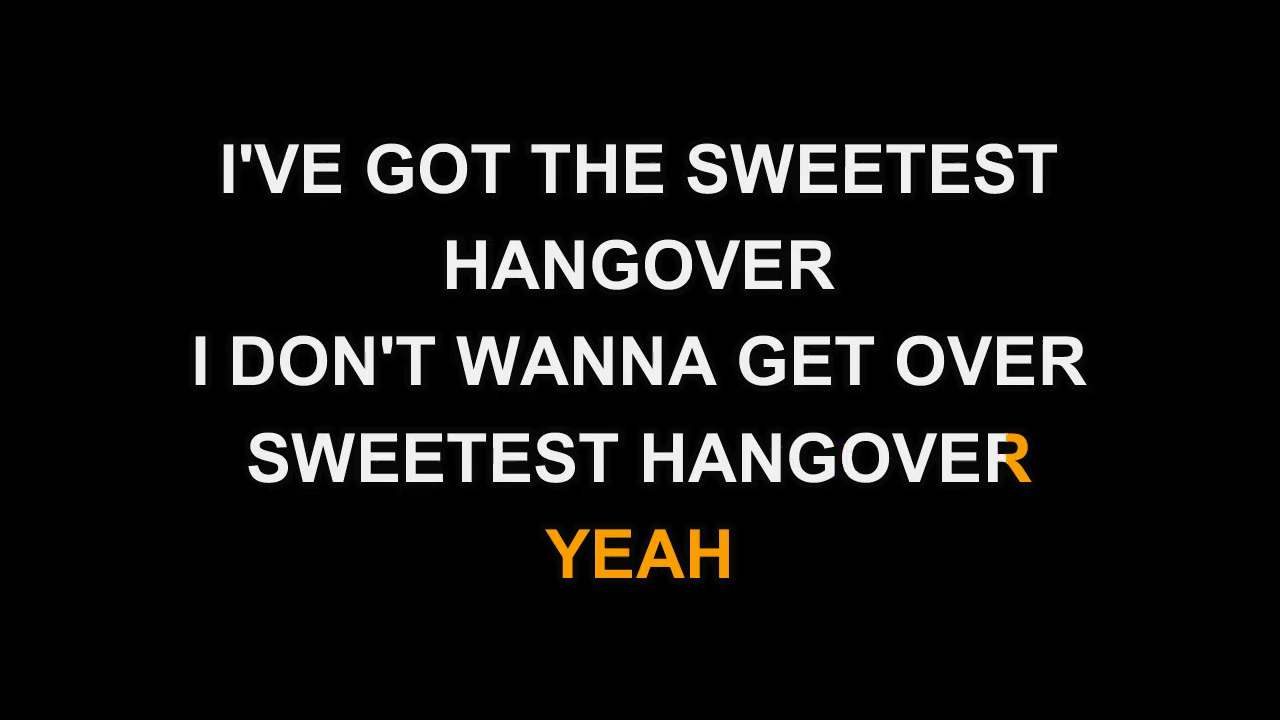 I'VE GOT THE SWEETEST
HANGOVER
I DON'T WANNA GET OVER
SWEETEST HANGOVER
YEAH